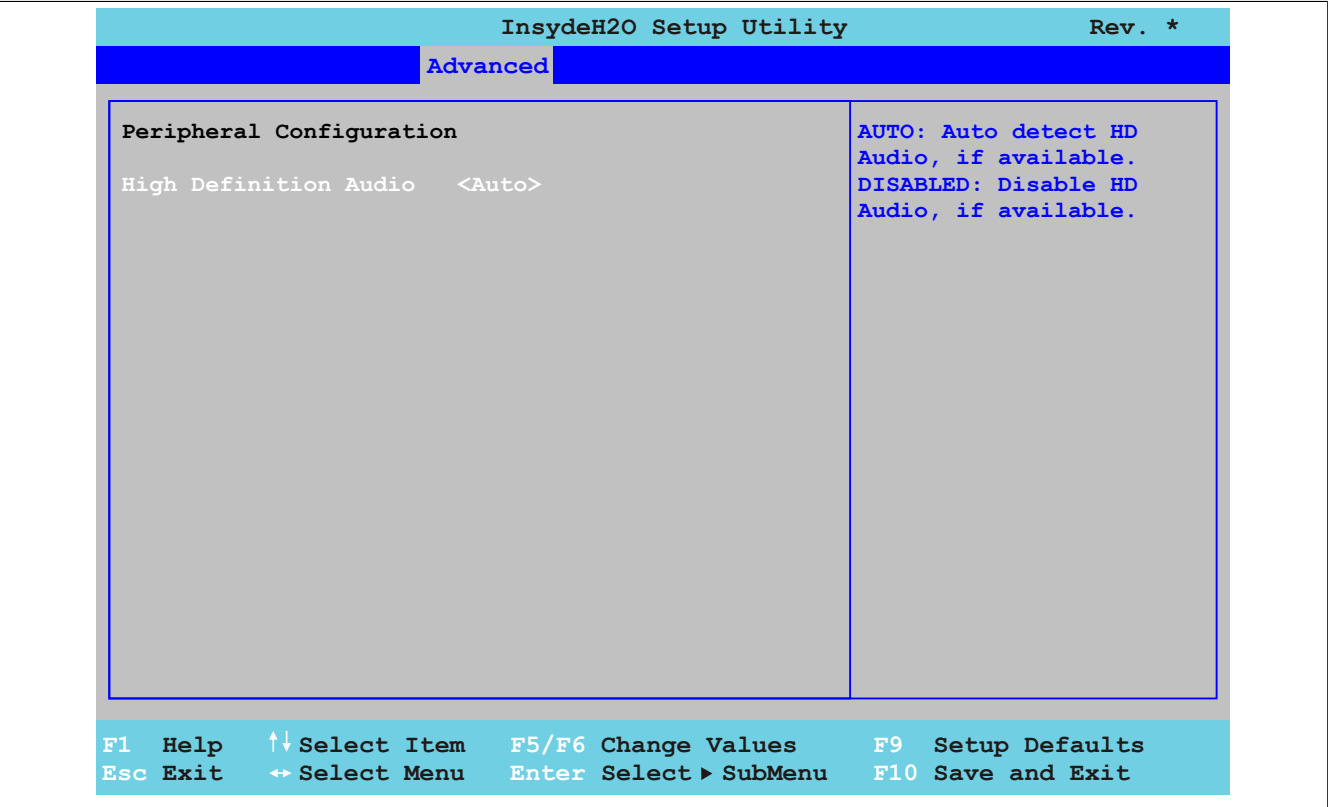 InsydeH2O Setup Utility Rev. *
Advanced
Peripheral Configuration
High Definition Audio <Auto>
AUTO: Auto detect HD
Audio, if available.
DISABLED: Disable HD
Audio, if available.
F1 Help ↑↓ Select Item F5/F6 Change Values F9 Setup Defaults
Esc Exit ↔ Select Menu Enter Select ▶ SubMenu F10 Save and Exit